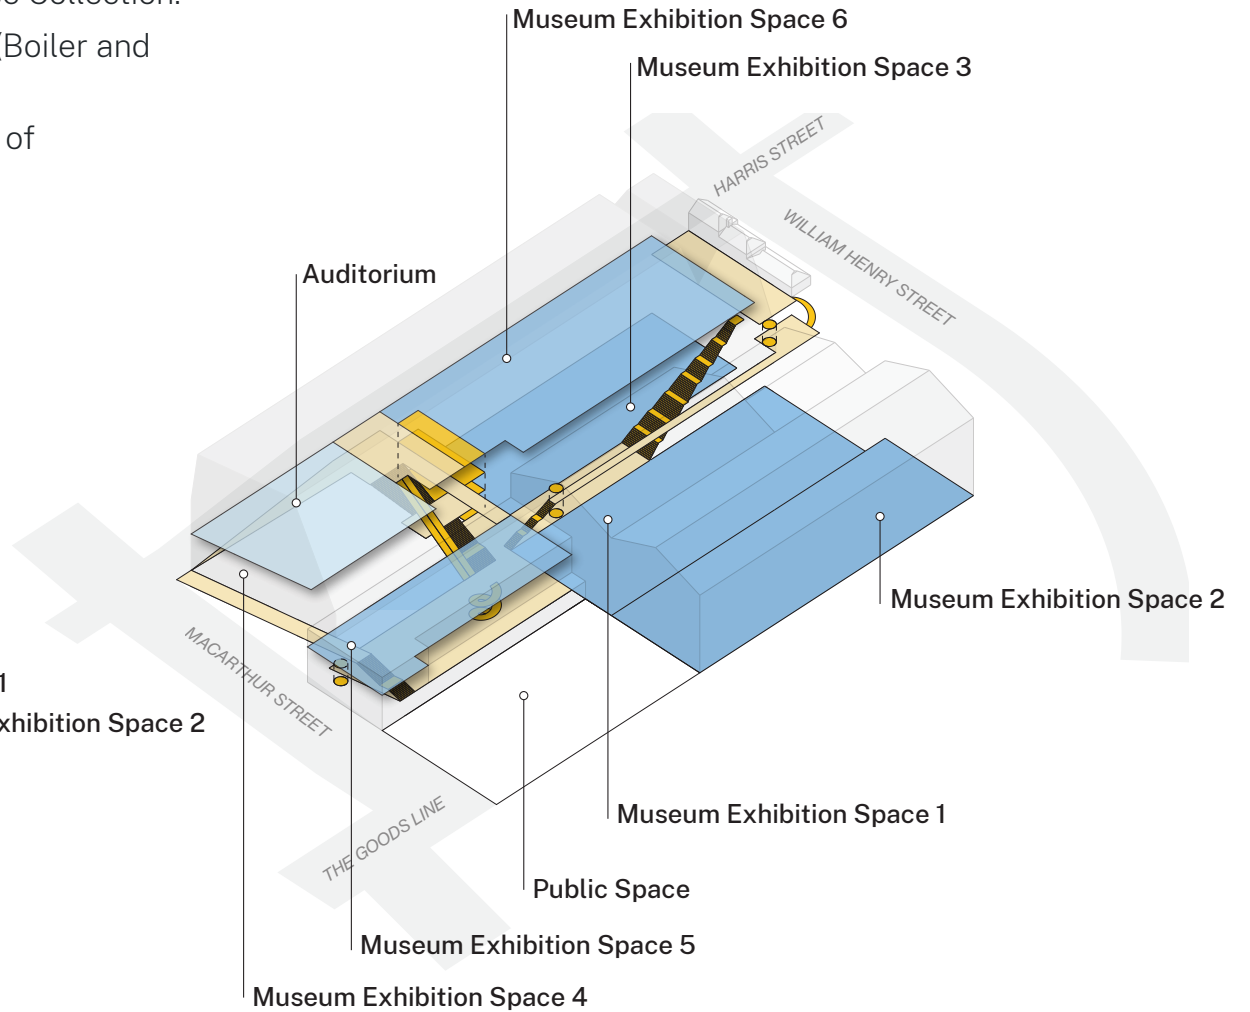 Collection.
Museum Exhibition Space 6
(Boiler and
Museum Exhibition Space 3
of
HARRIS STREET
WILLIAM HENRY STREET
Auditorium
Museum Exhibition Space 2
MACARTHUR STREET
1
xhibition Space 2
THE GOODS LINE
Museum Exhibition Space 1
Public Space
Museum Exhibition Space 5
Museum Exhibition Space 4